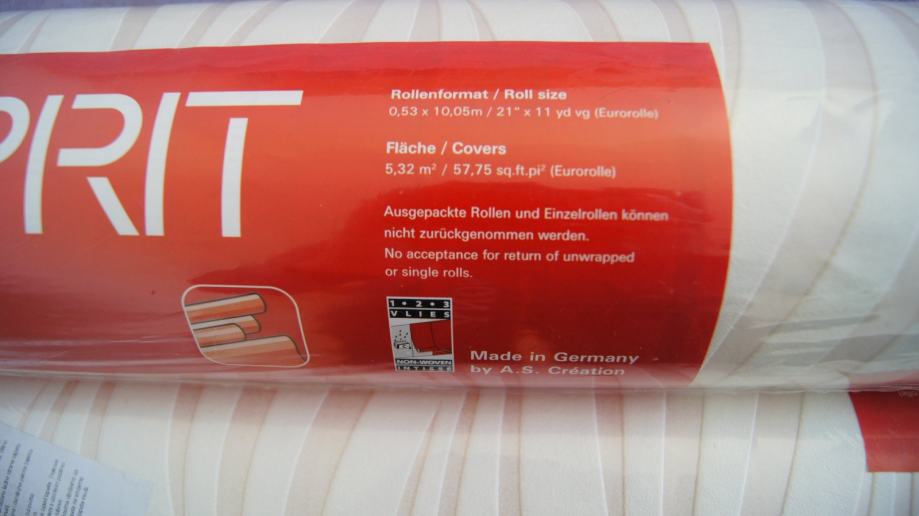 PRIT
Rollenformat / Roll size
0,53 x 10,05m / 21" x 11 yd vg (Eurorolle)
Fläche / Covers
5,32 m² / 57,75 sq.ft.pi² (Eurorolle)
Ausgepackte Rollen und Einzelrollen können
nicht zurückgenommen werden.
No acceptance for return of unwrapped
or single rolls.
1 • 2 • 3
VLIES
NON-WOVEN
INTISSÉ
Made in Germany
by A.S. Création